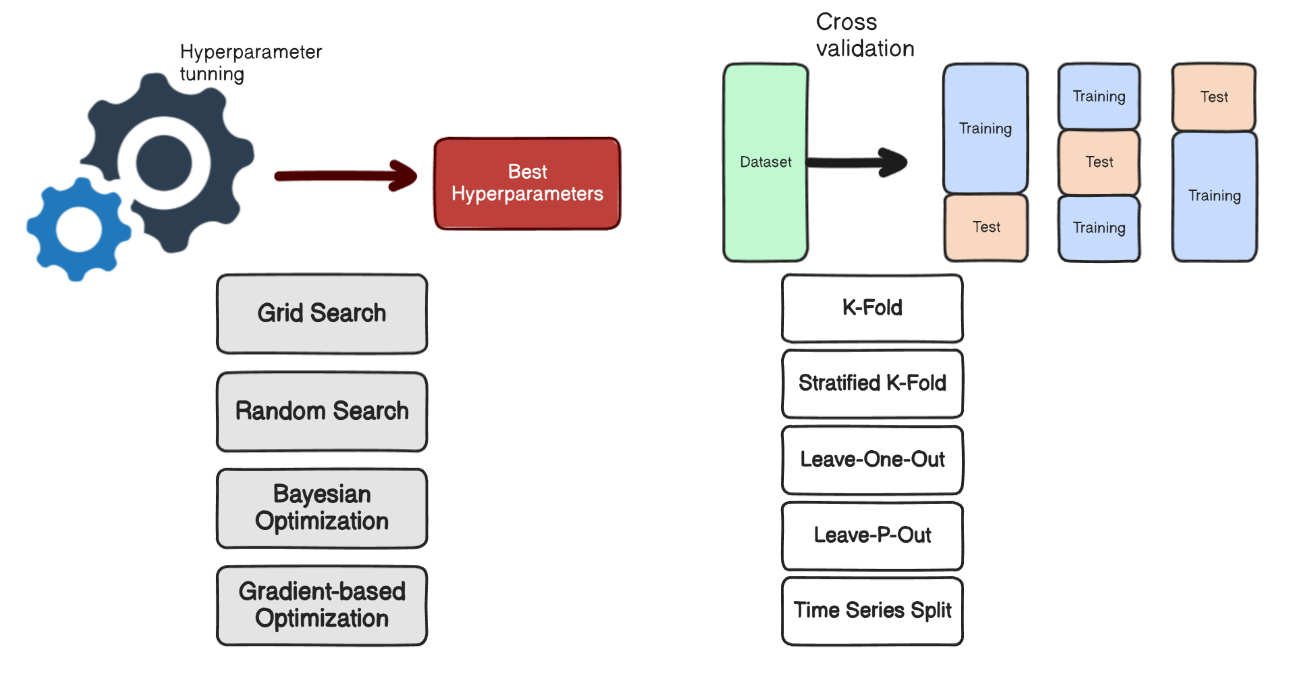 Hyperparameter
tunning
Best
Hyperparameters
Grid Search
Random Search
Bayesian
Optimization
Gradient-based
Optimization
Cross
validation
Dataset
Training
Test
Training
Test
Training
Test
Training
K-Fold
Stratified K-Fold
Leave-One-Out
Leave-P-Out
Time Series Split